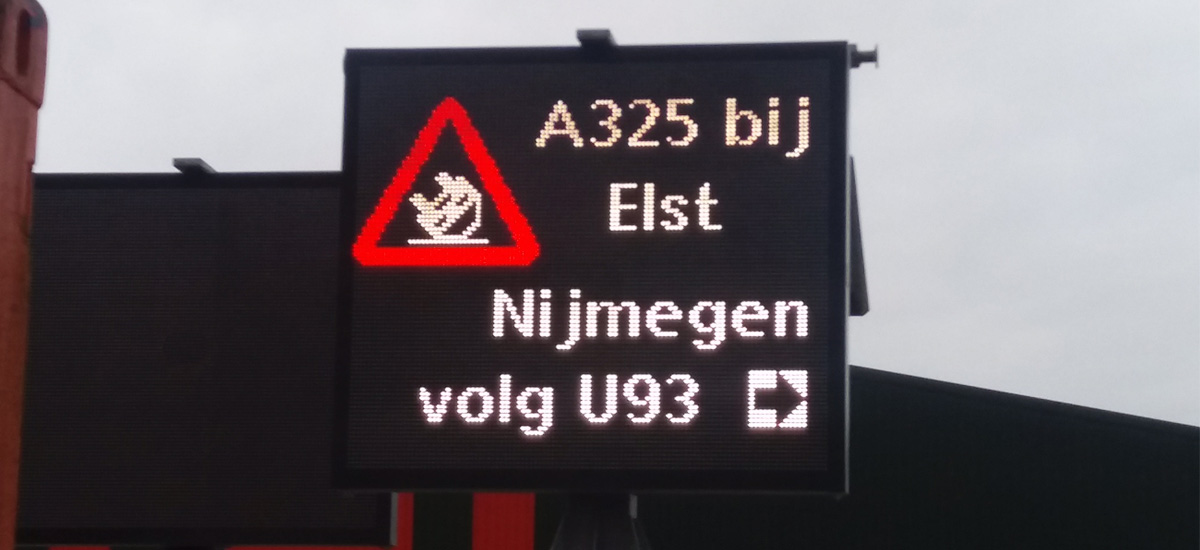 A325 bij
Elst
Nijmegen
volg U93